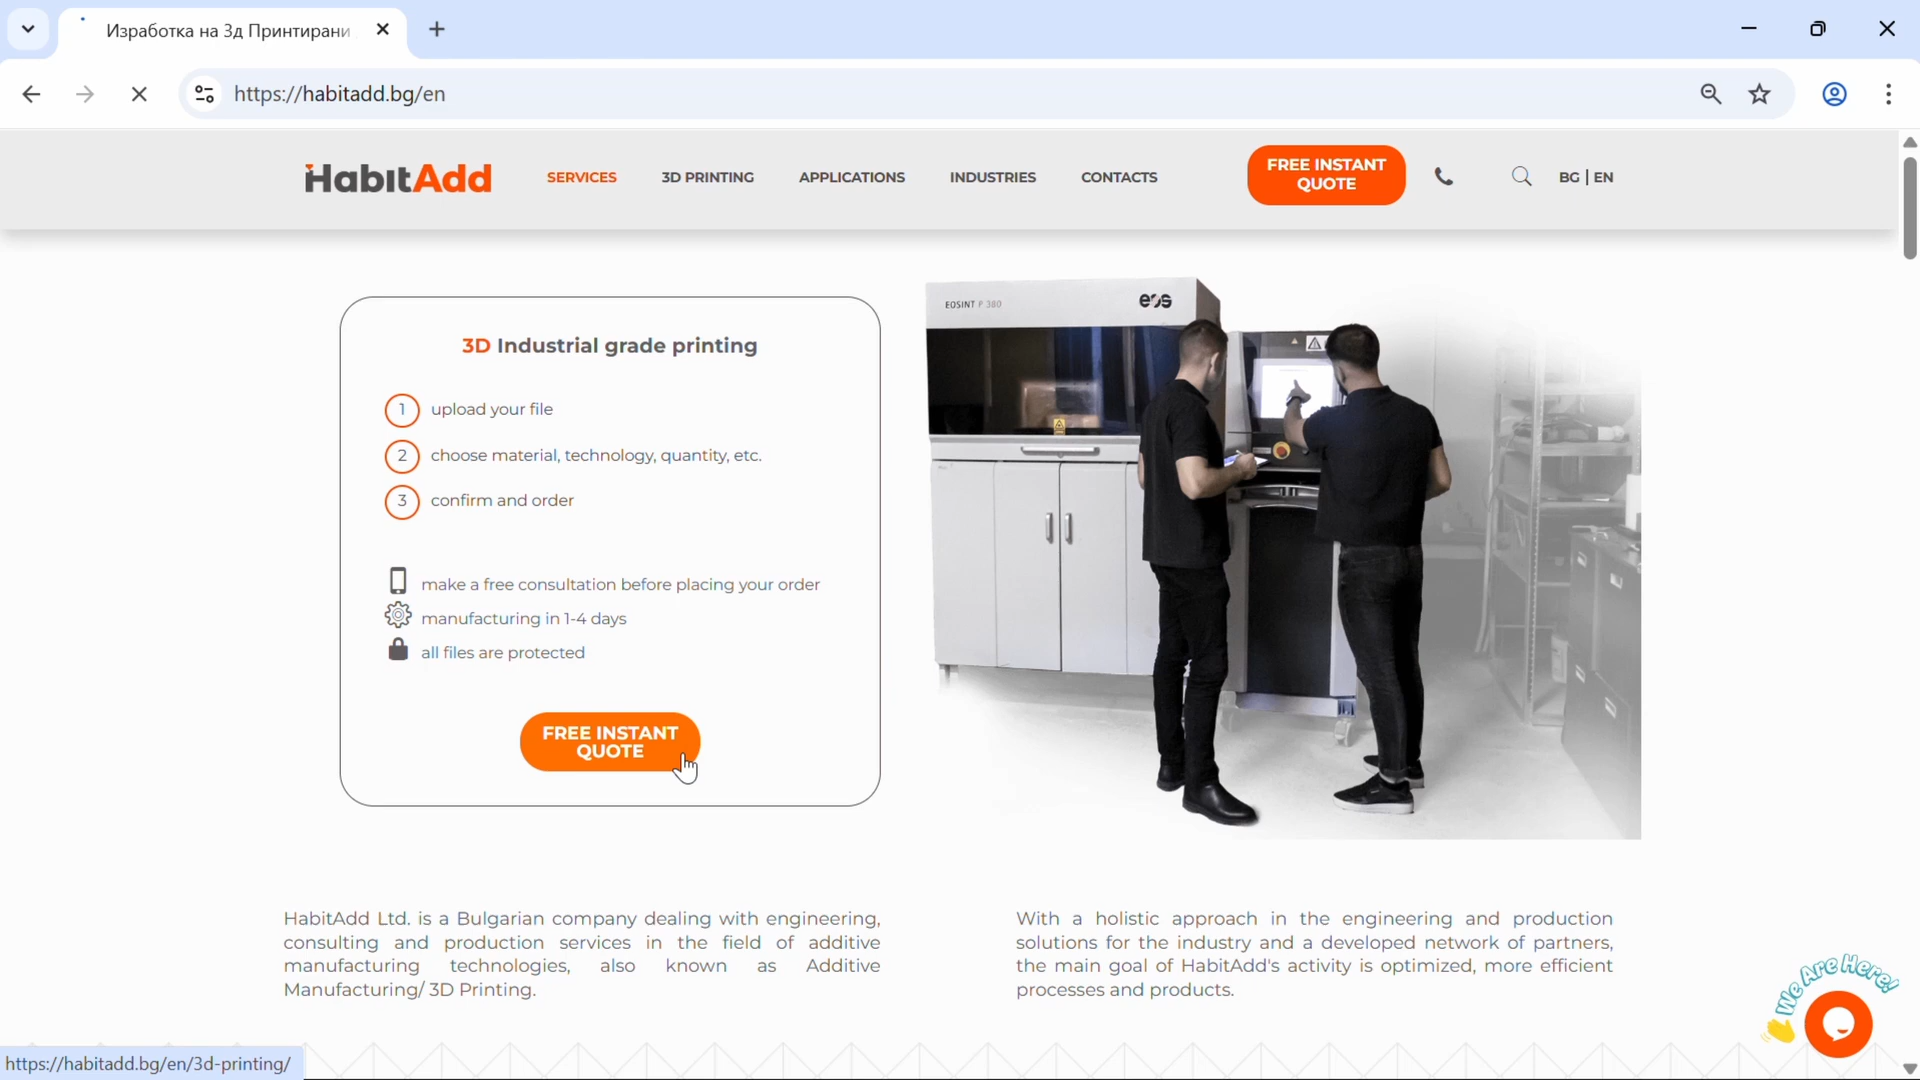 Изработка на 3д Принтирани
https://habitadd.bg/en
HabitAdd
SERVICES
3D PRINTING
APPLICATIONS
INDUSTRIES
CONTACTS
FREE INSTANT
QUOTE
BG | EN
3D Industrial grade printing
1 upload your file
2 choose material, technology, quantity, etc.
3 confirm and order
make a free consultation before placing your order
manufacturing in 1-4 days
all files are protected
FREE INSTANT
QUOTE
EOSINT P 380
eos
HabitAdd Ltd. is a Bulgarian company dealing with engineering,
consulting and production services in the field of additive
manufacturing technologies, also known as Additive
Manufacturing/ 3D Printing.
With a holistic approach in the engineering and production
solutions for the industry and a developed network of partners,
the main goal of HabitAdd's activity is optimized, more efficient
processes and products.
We Are Here!
https://habitadd.bg/en/3d-printing/